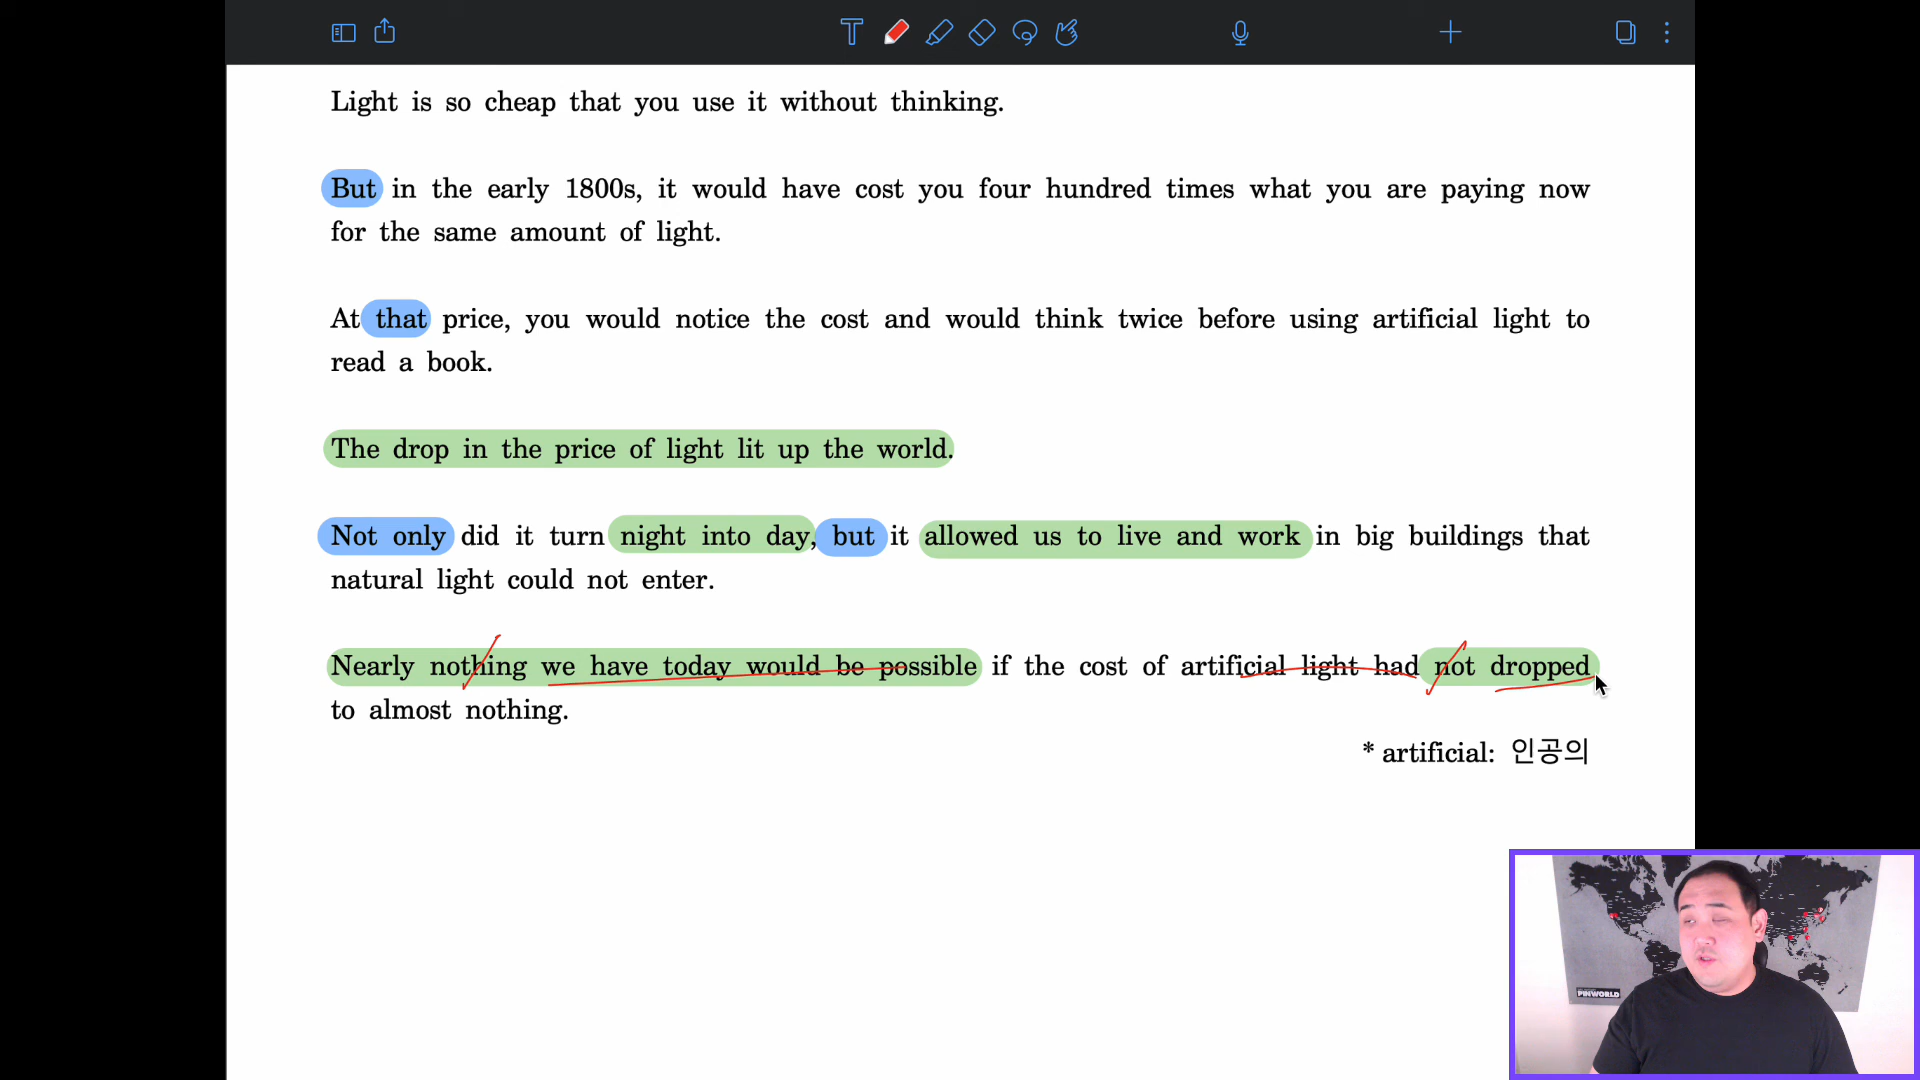 Light is so cheap that you use it without thinking.
But in the early 1800s, it would have cost you four hundred times what you are paying now
for the same amount of light.
At that price, you would notice the cost and would think twice before using artificial light to
read a book.
The drop in the price of light lit up the world.
Not only did it turn night into day, but it allowed us to live and work in big buildings that
natural light could not enter.
Nearly nothing we have today would be possible if the cost of artificial light had not dropped
to almost nothing.
* artificial: 인공의
PINWORLD